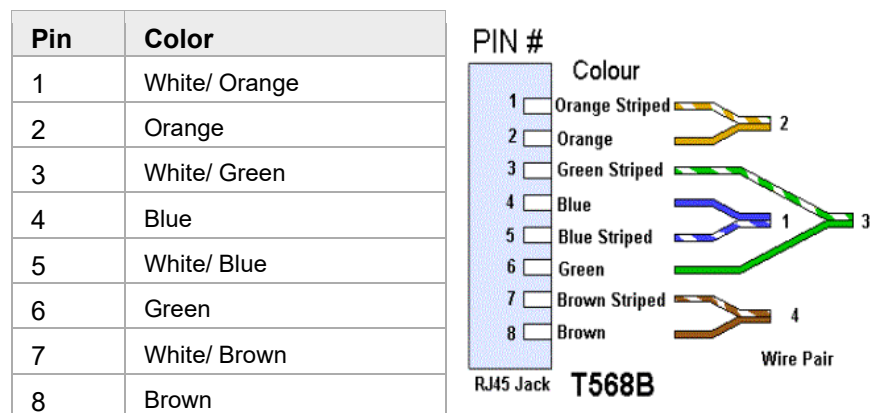 Pin Color
1 White/ Orange
2 Orange
3 White/ Green
4 Blue
5 White/ Blue
6 Green
7 White/ Brown
8 Brown
PIN #
Colour
1 Orange Striped
2 Orange
2
3 Green Striped
4 Blue
5 Blue Striped
1
3
6 Green
7 Brown Striped
8 Brown
4
Wire Pair
RJ45 Jack T568B